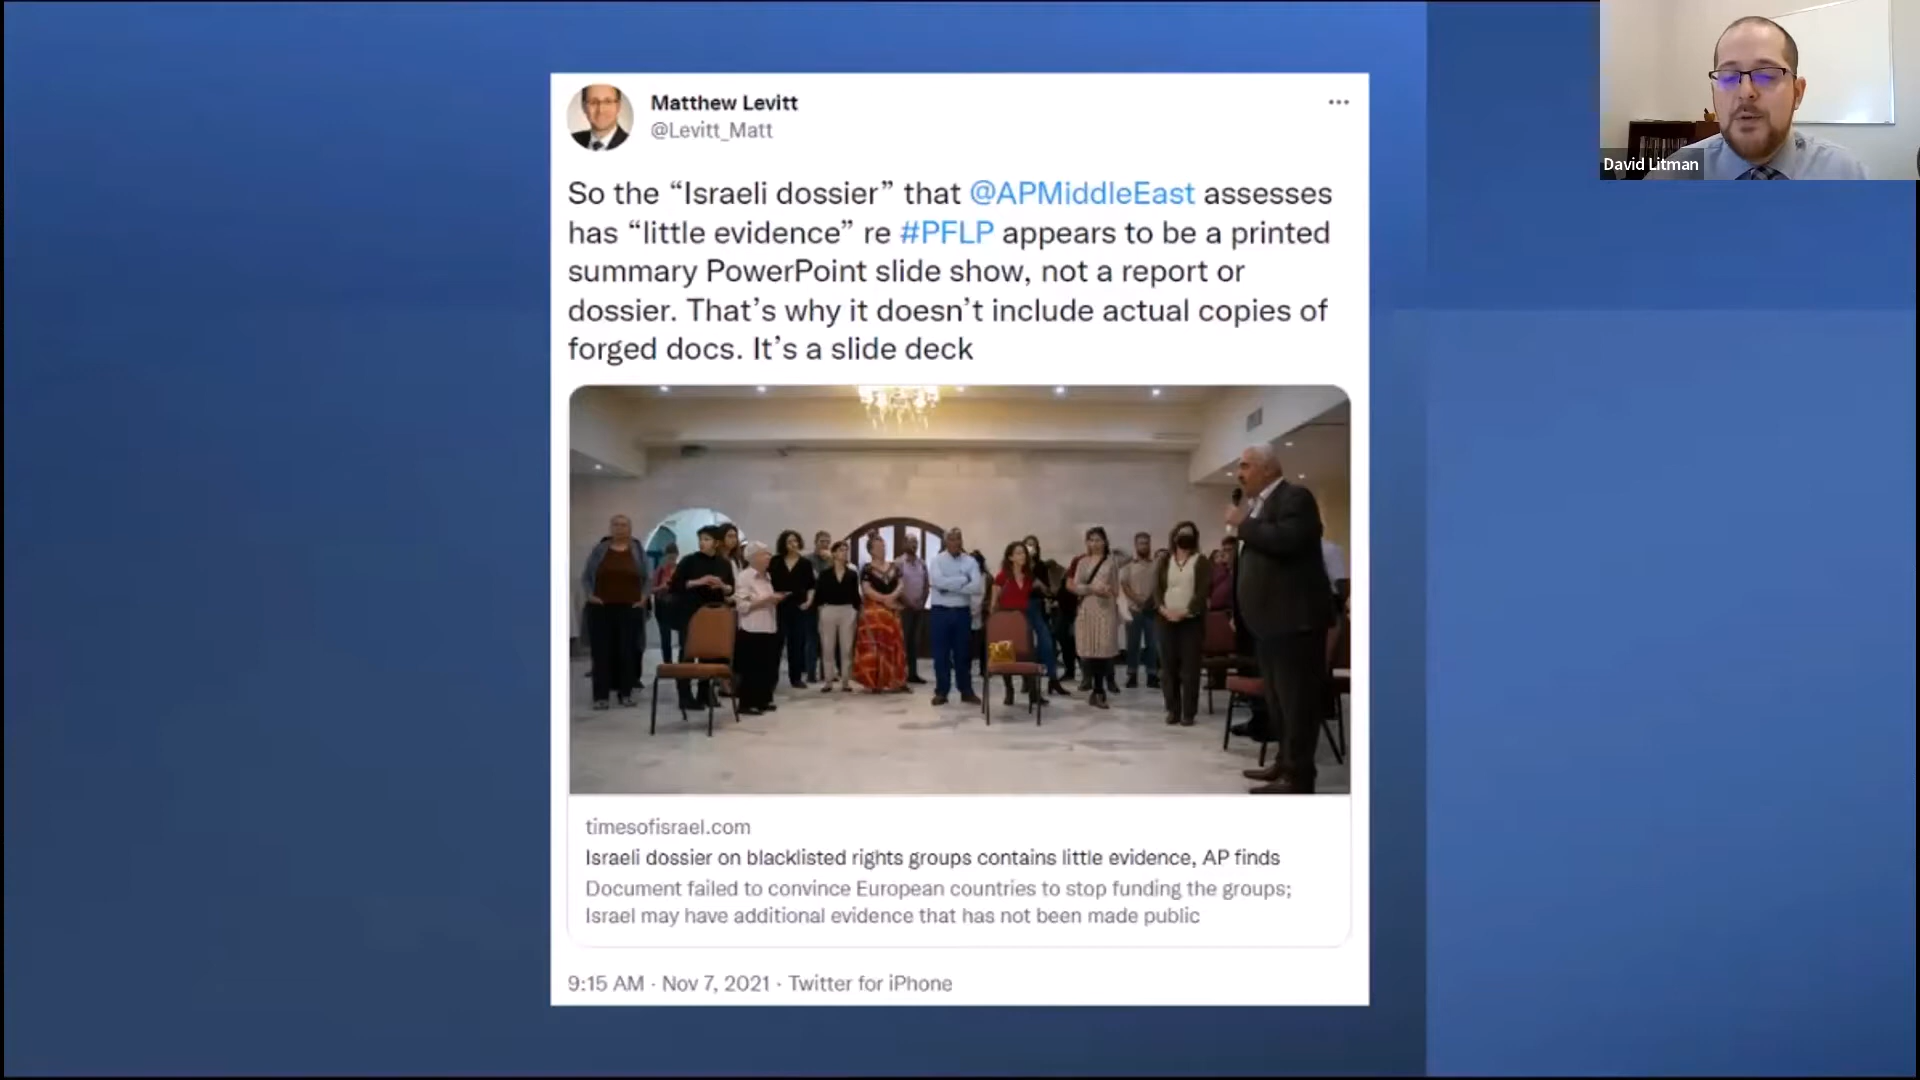 Matthew Levitt
@Levitt_Matt
So the “Israeli dossier” that @APMiddleEast assesses
has “little evidence” re #PFLP appears to be a printed
summary PowerPoint slide show, not a report or
dossier. That’s why it doesn’t include actual copies of
forged docs. It’s a slide deck
timesofisrael.com
Israeli dossier on blacklisted rights groups contains little evidence, AP finds
Document failed to convince European countries to stop funding the groups;
Israel may have additional evidence that has not been made public
9:15 AM · Nov 7, 2021 · Twitter for iPhone
David Litman